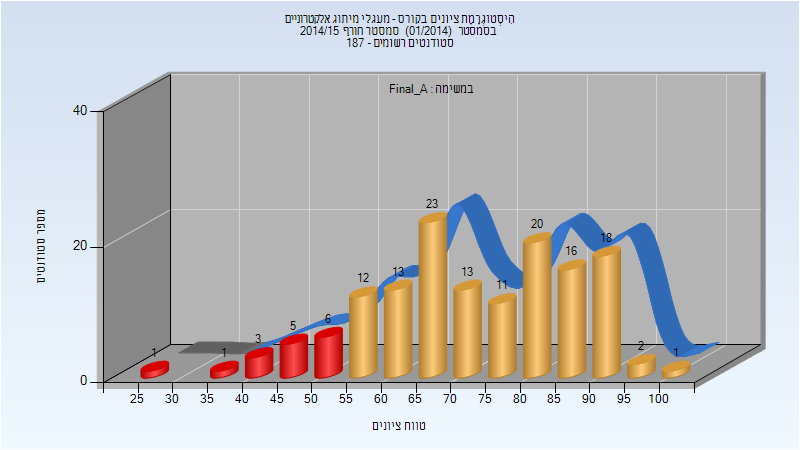 היסטוגרמת ציונים בקורס - מעגלי מיתוג אלקטרוניים
בסמסטר (01/2014) סמסטר חורף 2014/15
סטודנטים רשומים - 187
במשימה : Final_A
מספר סטודנטים
40
20
0
1
1
3
5
6
12
13
23
13
11
20
16
18
2
1
25 30 35 40 45 50 55 60 65 70 75 80 85 90 95 100
טווח ציונים